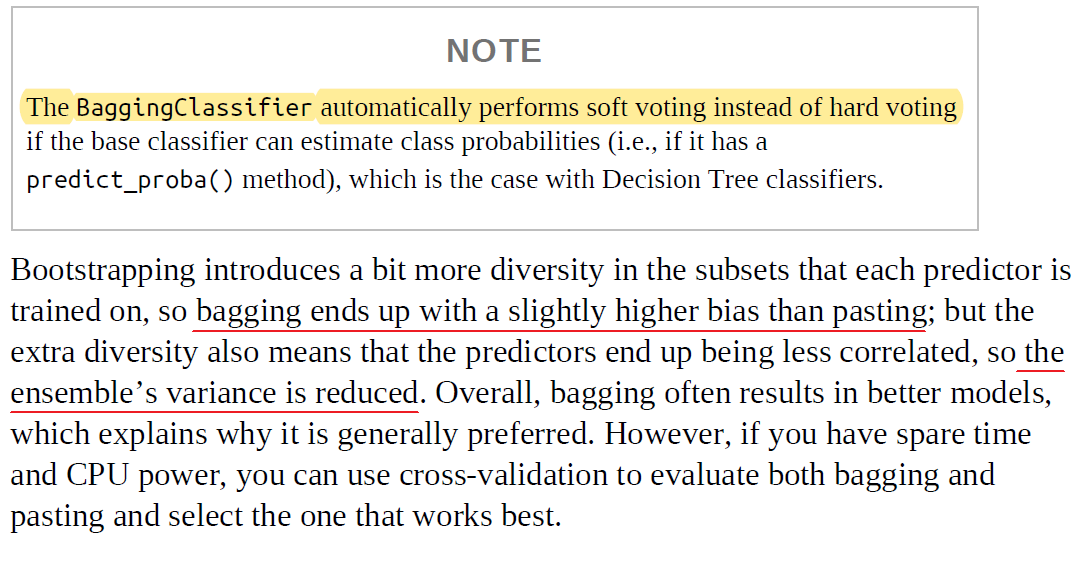 NOTE
The BaggingClassifier automatically performs soft voting instead of hard voting
if the base classifier can estimate class probabilities (i.e., if it has a
predict_proba() method), which is the case with Decision Tree classifiers.
Bootstrapping introduces a bit more diversity in the subsets that each predictor is
trained on, so bagging ends up with a slightly higher bias than pasting; but the
extra diversity also means that the predictors end up being less correlated, so the
ensemble’s variance is reduced. Overall, bagging often results in better models,
which explains why it is generally preferred. However, if you have spare time
and CPU power, you can use cross-validation to evaluate both bagging and
pasting and select the one that works best.